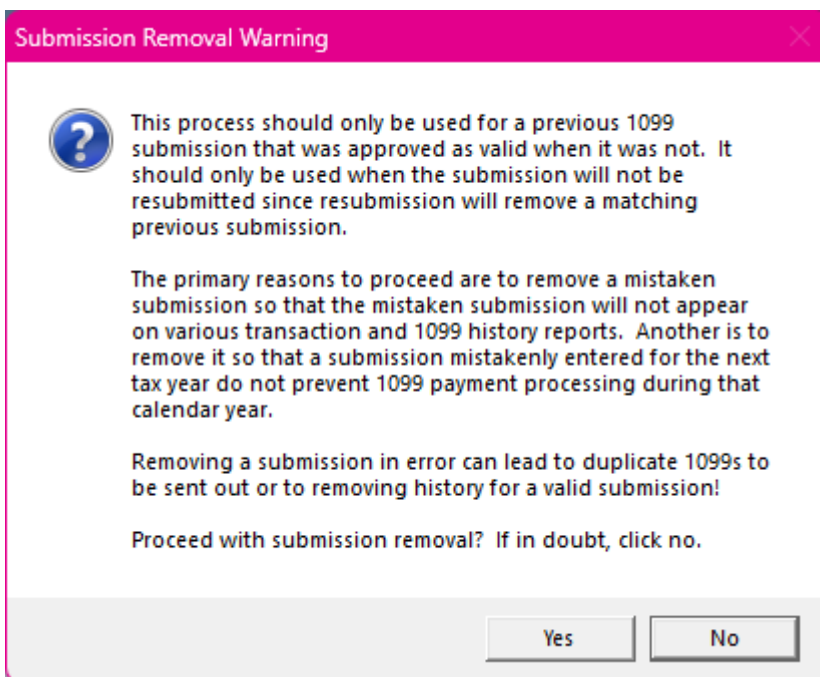 Submission Removal Warning
This process should only be used for a previous 1099
submission that was approved as valid when it was not.  It
should only be used when the submission will not be
resubmitted since resubmission will remove a matching
previous submission.
The primary reasons to proceed are to remove a mistaken
submission so that the mistaken submission will not appear
on various transaction and 1099 history reports.  Another is to
remove it so that a submission mistakenly entered for the next
tax year do not prevent 1099 payment processing during that
calendar year.
Removing a submission in error can lead to duplicate 1099s to
be sent out or to removing history for a valid submission!
Proceed with submission removal?  If in doubt, click no.
Yes
No